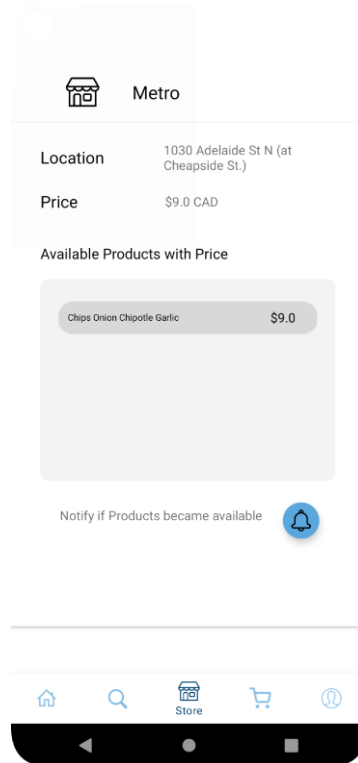 Metro
Location
1030 Adelaide St N (at
Cheapside St.)
Price
$9.0 CAD
Available Products with Price
Chips Onion Chipotle Garlic
$9.0
Notify if Products became available
Store